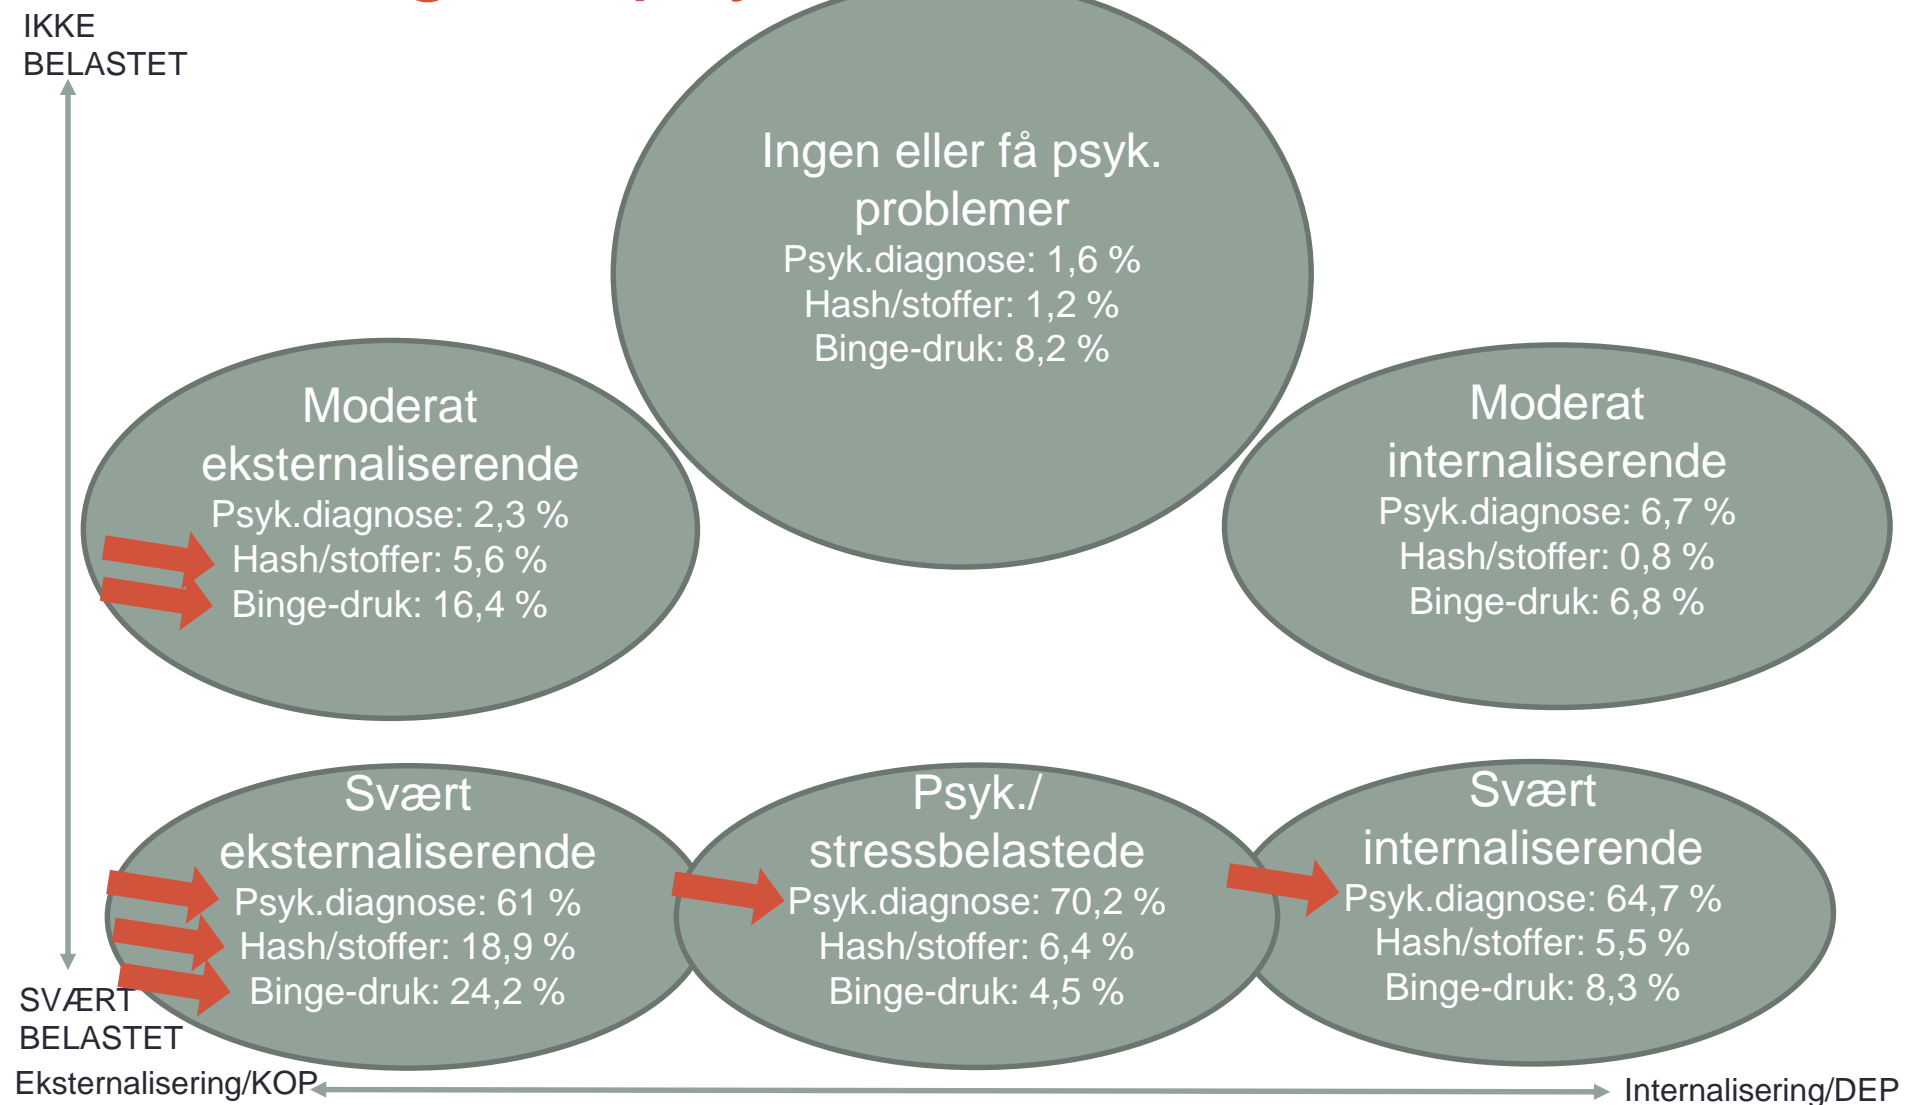 IKKE
BELASTET
Ingen eller få psyk.
problemer
Psyk.diagnose: 1,6 %
Hash/stoffer: 1,2 %
Binge-druk: 8,2 %
Moderat
eksternaliserende
Psyk.diagnose: 2,3 %
Hash/stoffer: 5,6 %
Binge-druk: 16,4 %
Moderat
internaliserende
Psyk.diagnose: 6,7 %
Hash/stoffer: 0,8 %
Binge-druk: 6,8 %
Svært
eksternaliserende
Psyk.diagnose: 61 %
Hash/stoffer: 18,9 %
Binge-druk: 24,2 %
Psyk./
stressbelastede
Psyk.diagnose: 70,2 %
Hash/stoffer: 6,4 %
Binge-druk: 4,5 %
Svært
internaliserende
Psyk.diagnose: 64,7 %
Hash/stoffer: 5,5 %
Binge-druk: 8,3 %
SVÆRT
BELASTET
Eksternalisering/KOP
Internalisering/DEP